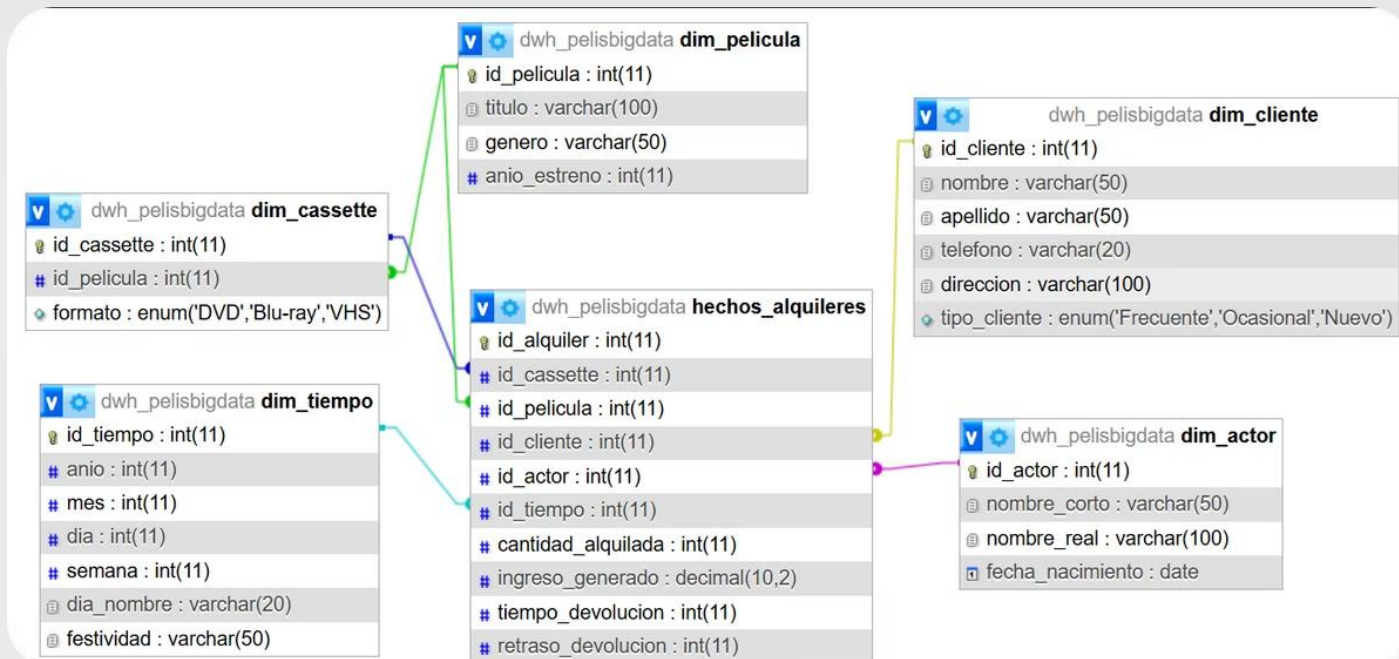 dwh_pelisbigdata dim_pelicula
id_pelicula : int(11)
titulo : varchar(100)
genero : varchar(50)
# anio_estreno : int(11)
dwh_pelisbigdata dim_cliente
id_cliente : int(11)
nombre : varchar(50)
apellido : varchar(50)
telefono : varchar(20)
direccion : varchar(100)
tipo_cliente : enum('Frecuente','Ocasional','Nuevo')
dwh_pelisbigdata dim_cassette
id_cassette : int(11)
# id_pelicula : int(11)
formato : enum('DVD','Blu-ray','VHS')
dwh_pelisbigdata hechos_alquileres
id_alquiler : int(11)
# id_cassette : int(11)
# id_pelicula : int(11)
# id_cliente : int(11)
# id_actor : int(11)
# id_tiempo : int(11)
# cantidad_alquilada : int(11)
# ingreso_generado : decimal(10,2)
# tiempo_devolucion : int(11)
# retraso_devolucion : int(11)
dwh_pelisbigdata dim_tiempo
id_tiempo : int(11)
# anio : int(11)
# mes : int(11)
# dia : int(11)
# semana : int(11)
dia_nombre : varchar(20)
festividad : varchar(50)
dwh_pelisbigdata dim_actor
id_actor : int(11)
nombre_corto : varchar(50)
nombre_real : varchar(100)
fecha_nacimiento : date